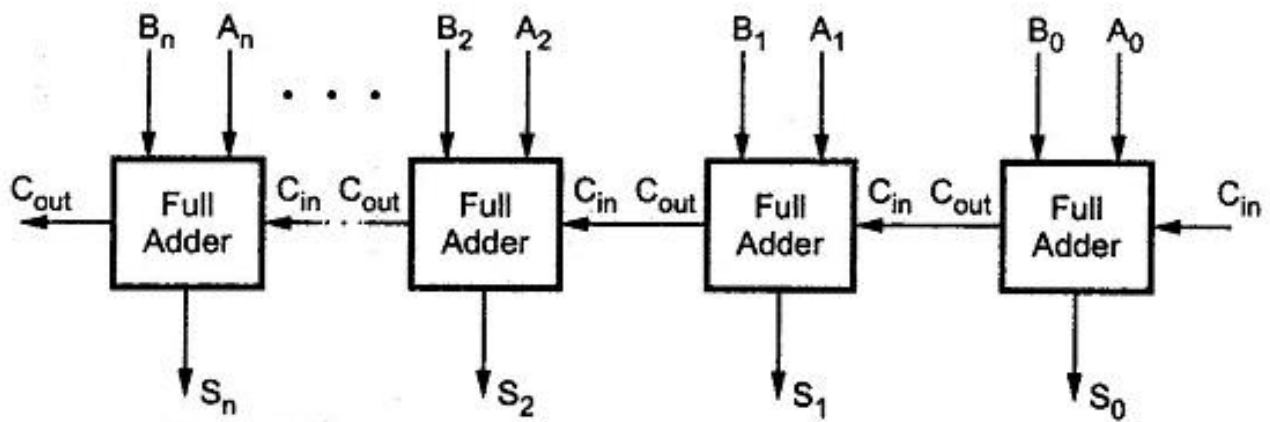 Bn An B2 A2 B1 A1 B0 A0
. . .
Cout Full Adder Cin Cout Full Adder Cin Cout Full Adder Cin Cout Full Adder Cin
Sn S2 S1 S0